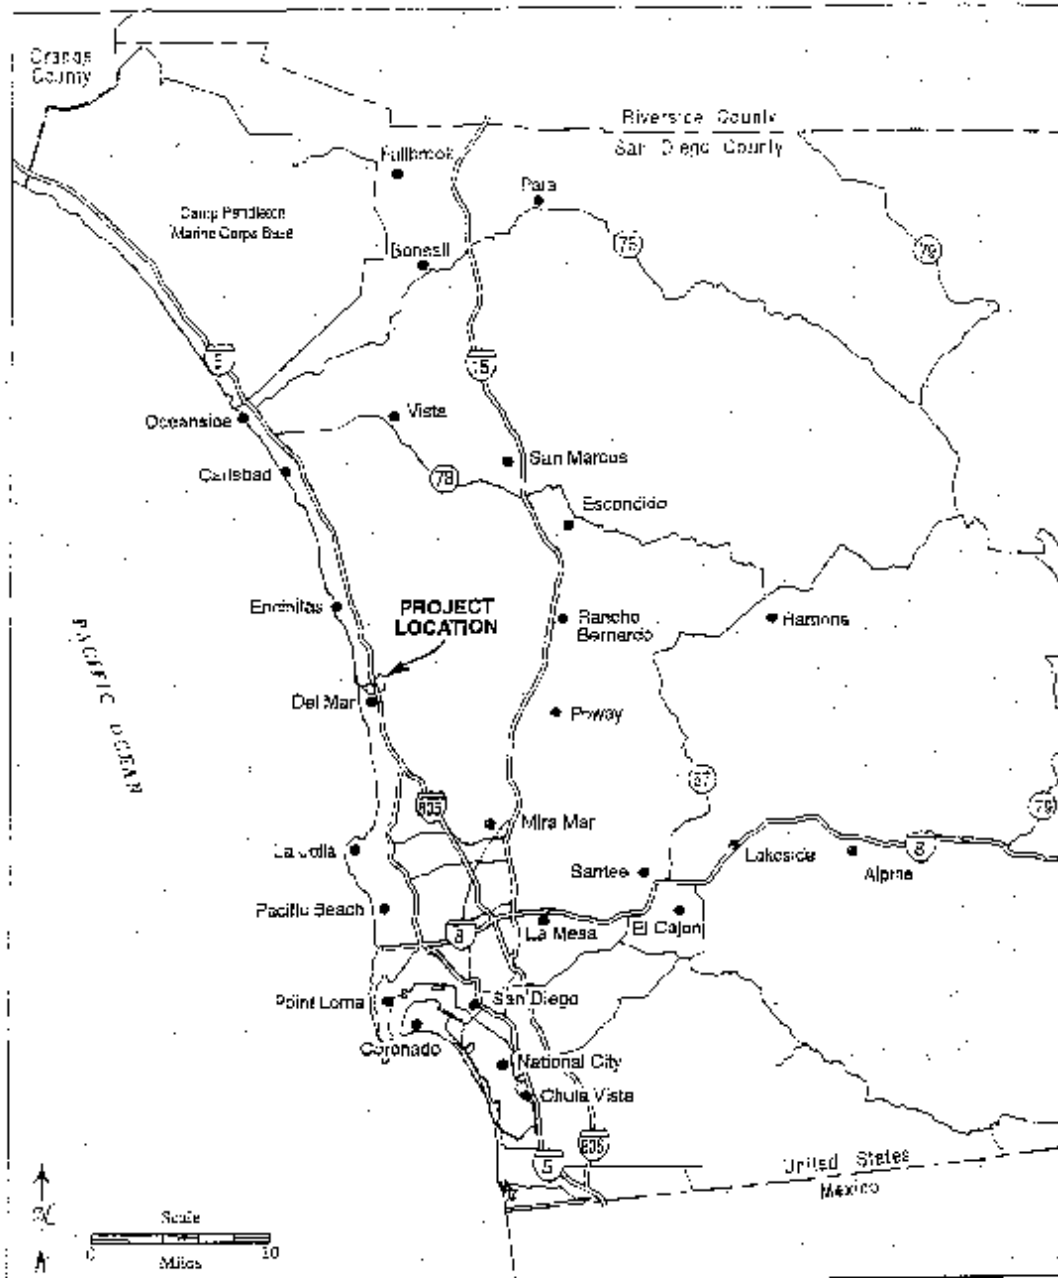 Orange
County
Riverside County
San Diego County
Fallbrook
Pala
Camp Pendleton
Marine Corps Base
Bonsall
76
79
5
15
Oceanside
Vista
Carlsbad
San Marcos
78
Escondido
Encinitas
PROJECT
LOCATION
Rancho
Bernardo
Ramona
PACIFIC OCEAN
Del Mar
Poway
67
805
79
Mira Mar
La Jolla
Lakeside
8
Santee
Alpine
Pacific Beach
8
La Mesa
El Cajon
Point Loma
San Diego
Coronado
National City
Chula Vista
805
5
United States
Mexico
Scale
0 10
Miles